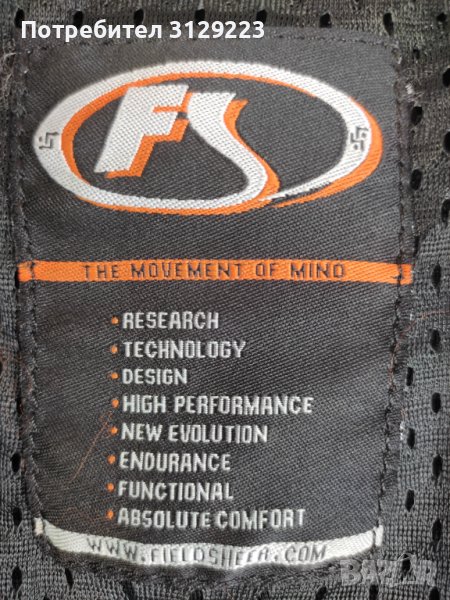 Потребител 3129223
FS
THE MOVEMENT OF MIND
• RESEARCH
• TECHNOLOGY
• DESIGN
• HIGH PERFORMANCE
• NEW EVOLUTION
• ENDURANCE
• FUNCTIONAL
• ABSOLUTE COMFORT
WWW.FIELDSHEER.COM